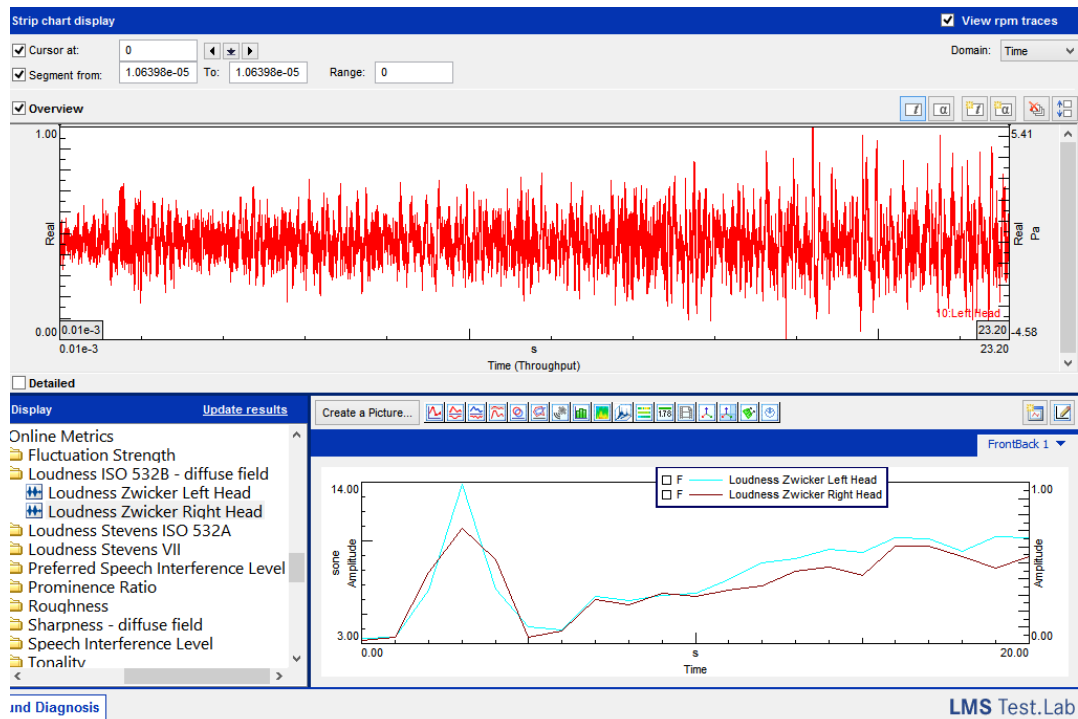 Strip chart display
View rpm traces
Cursor at: 0
Domain: Time
Segment from: 1.06398e-05 To: 1.06398e-05 Range: 0
Overview
1.00
5.41
Real
Real
Pa
10:Left Head
0.00 0.01e-3
23.20 -4.58
0.01e-3
s
23.20
Time (Throughput)
Detailed
Display Update results
Create a Picture...
1.76
Online Metrics
Fluctuation Strength
Loudness ISO 532B - diffuse field
Loudness Zwicker Left Head
Loudness Zwicker Right Head
Loudness Stevens ISO 532A
Loudness Stevens VII
Preferred Speech Interference Level
Prominence Ratio
Roughness
Sharpness - diffuse field
Speech Interference Level
Tonality
FrontBack 1
F Loudness Zwicker Left Head
F Loudness Zwicker Right Head
14.00
1.00
sone
Amplitude
Amplitude
3.00
0.00
0.00
s
20.00
Time
und Diagnosis
LMS Test.Lab